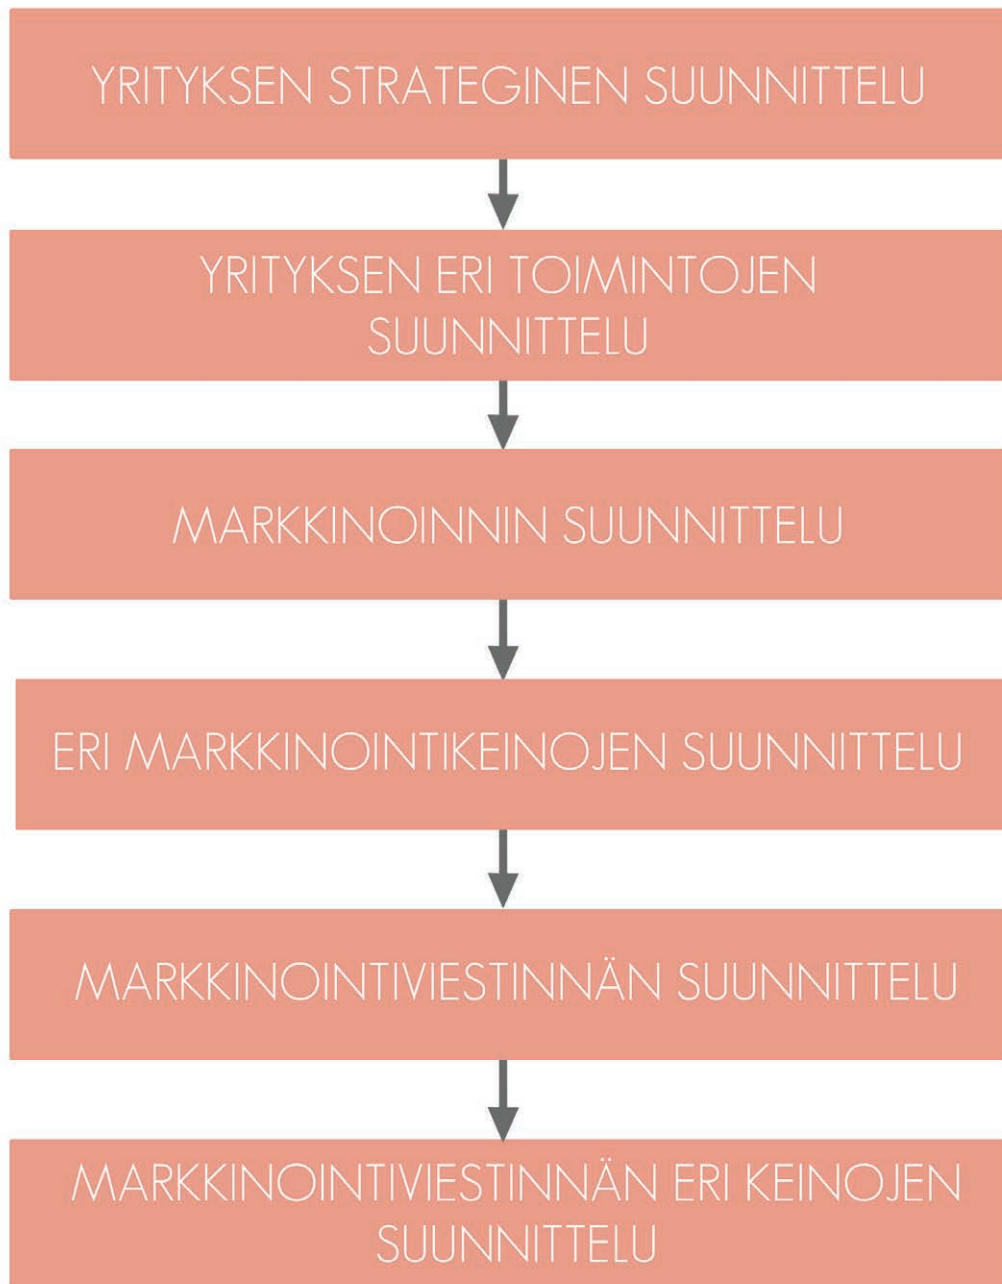 YRITYKSEN STRATEGINEN SUUNNITTELU
YRITYKSEN ERI TOIMINTOJEN
SUUNNITTELU
MARKKINOINNIN SUUNNITTELU
ERI MARKKINOINTIKEINOJEN SUUNNITTELU
MARKKINOINTIVIESTINNÄN SUUNNITTELU
MARKKINOINTIVIESTINNÄN ERI KEINOJEN
SUUNNITTELU